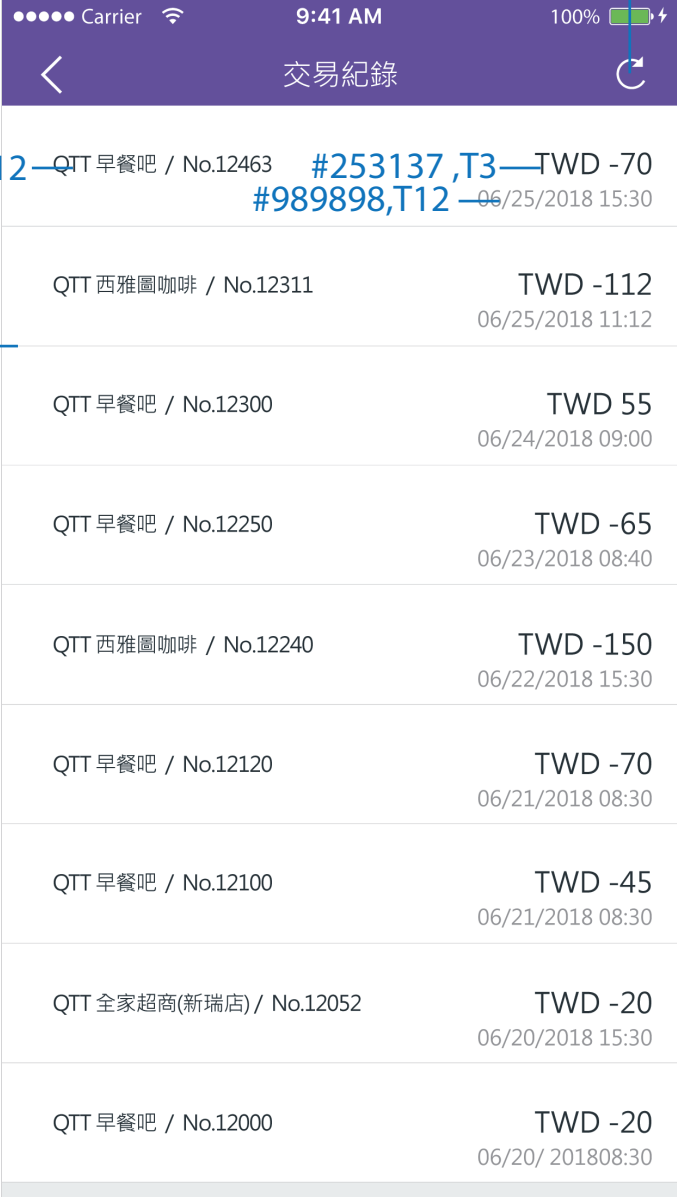 Carrier 9:41 AM 100%
交易紀錄
12 QTT 早餐吧 / No.12463 #253137 ,T3 TWD -70
#989898,T12 06/25/2018 15:30
QTT 西雅圖咖啡 / No.12311 TWD -112
06/25/2018 11:12
QTT 早餐吧 / No.12300 TWD 55
06/24/2018 09:00
QTT 早餐吧 / No.12250 TWD -65
06/23/2018 08:40
QTT 西雅圖咖啡 / No.12240 TWD -150
06/22/2018 15:30
QTT 早餐吧 / No.12120 TWD -70
06/21/2018 08:30
QTT 早餐吧 / No.12100 TWD -45
06/21/2018 08:30
QTT 全家超商(新瑞店) / No.12052 TWD -20
06/20/2018 15:30
QTT 早餐吧 / No.12000 TWD -20
06/20/ 201808:30